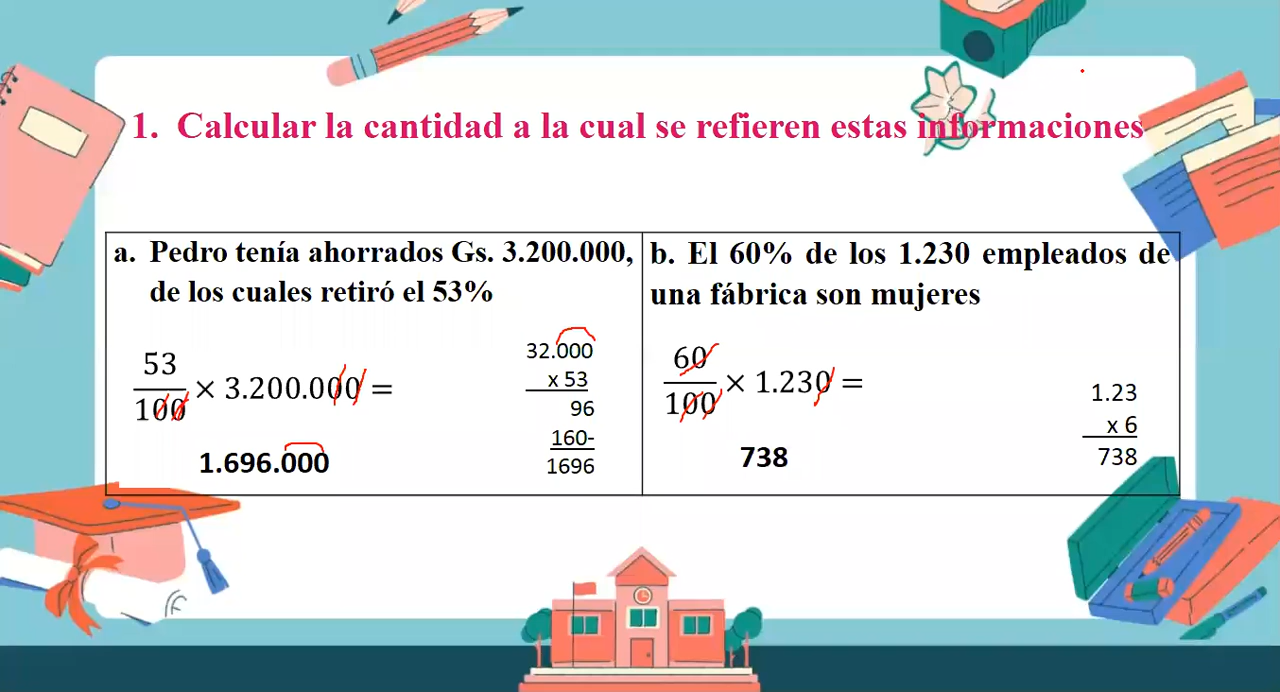 1. Calcular la cantidad a la cual se refieren estas informaciones
a. Pedro tenía ahorrados Gs. 3.200.000,
de los cuales retiró el 53%
53
100
× 3.200.000 =
1.696.000
32.000
x 53
96
160-
1696
b. El 60% de los 1.230 empleados de
una fábrica son mujeres
60
100
× 1.230 =
738
1.23
x 6
738